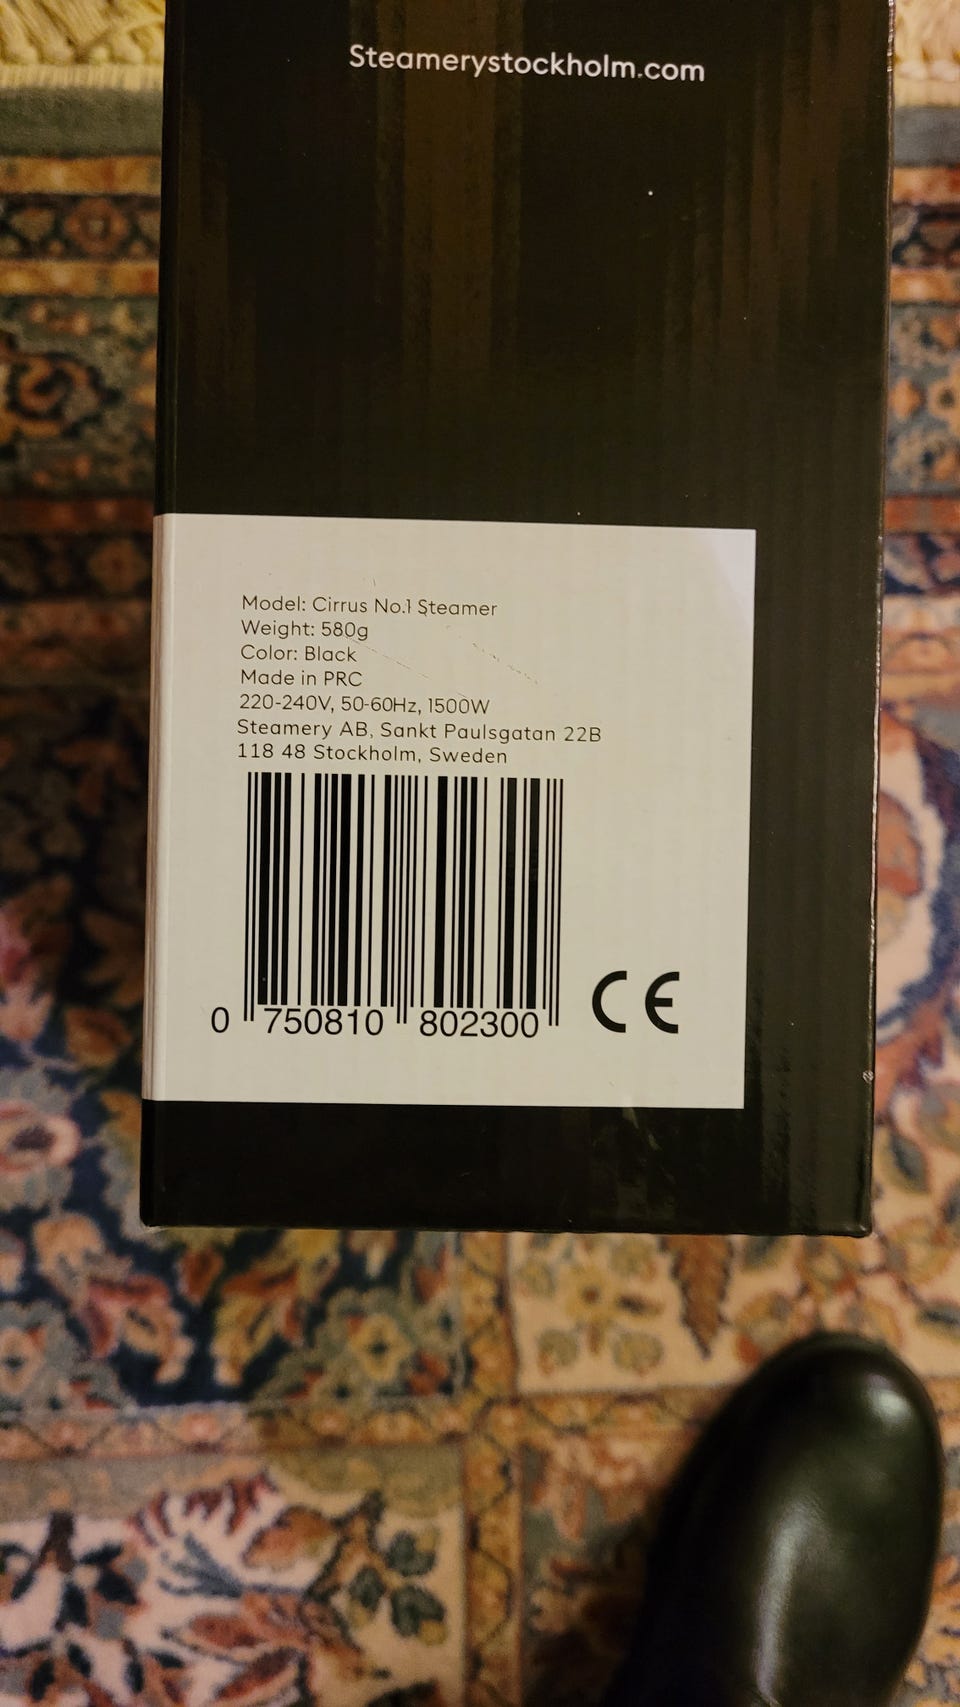 Steamerystockholm.com
Model: Cirrus No.1 Steamer
Weight: 580g
Color: Black
Made in PRC
220-240V, 50-60Hz, 1500W
Steamery AB, Sankt Paulsgatan 22B
118 48 Stockholm, Sweden
0 750810 802300
CE